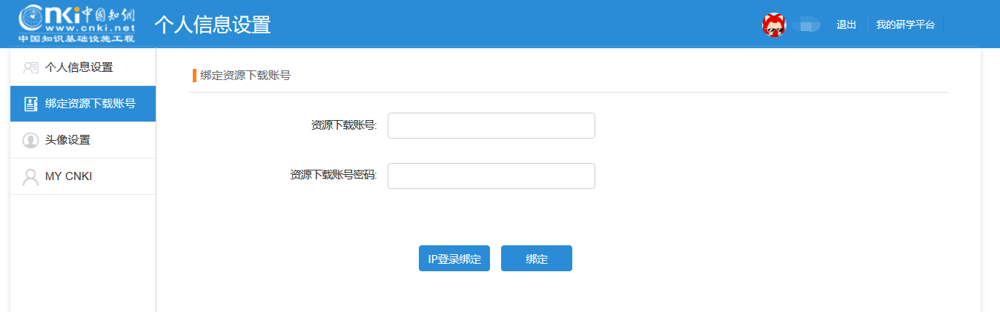 cnki中国知网
www.cnki.net
中国知识基础设施工程
个人信息设置
退出
我的研学平台
个人信息设置
绑定资源下载账号
头像设置
MY CNKI
绑定资源下载账号
资源下载账号:
资源下载账号密码:
IP登录绑定
绑定